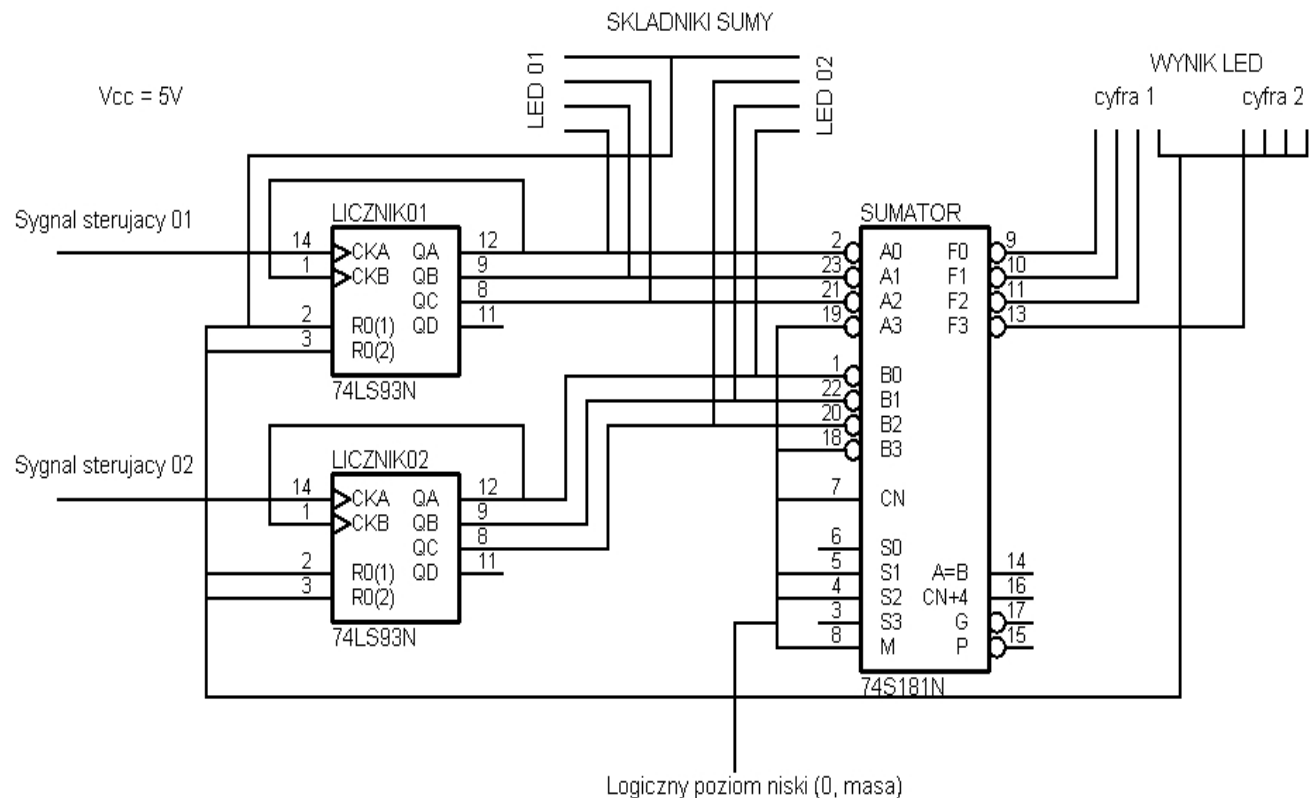 SKLADNIKI SUMY
WYNIK LED
Vcc = 5V
LED 01
LED 02
cyfra 1
cyfra 2
Sygnal sterujacy 01
LICZNIK01
14 CKA QA 12
1 CKB QB 9
QC 8
2 R0(1) QD 11
3 R0(2)
74LS93N
Sygnal sterujacy 02
LICZNIK02
14 CKA QA 12
1 CKB QB 9
QC 8
2 R0(1) QD 11
3 R0(2)
74LS93N
SUMATOR
2 A0 F0 9
23 A1 F1 10
21 A2 F2 11
19 A3 F3 13
1 B0
22 B1
20 B2
18 B3
7 CN
6 S0
5 S1 A=B 14
4 S2 CN+4 16
3 S3 G 17
8 M P 15
74S181N
Logiczny poziom niski (0, masa)